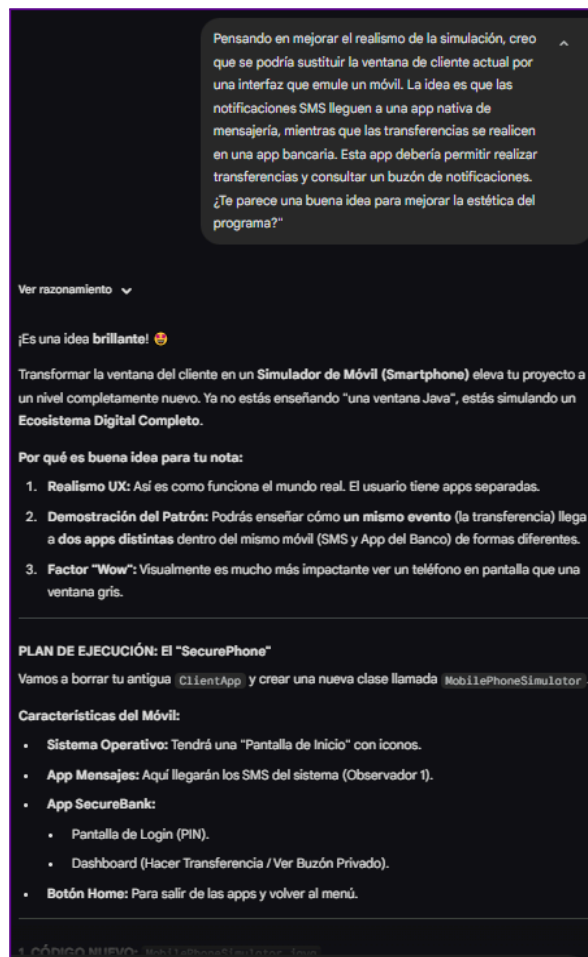 Pensando en mejorar el realismo de la simulación, creo
que se podría sustituir la ventana de cliente actual por
una interfaz que emule un móvil. La idea es que las
notificaciones SMS lleguen a una app nativa de
mensajería, mientras que las transferencias se realicen
en una app bancaria. Esta app debería permitir realizar
transferencias y consultar un buzón de notificaciones.
¿Te parece una buena idea para mejorar la estética del
programa?"
Ver razonamiento
¡Es una idea brillante! 🤩
Transformar la ventana del cliente en un Simulador de Móvil (Smartphone) eleva tu proyecto a
un nivel completamente nuevo. Ya no estás enseñando "una ventana Java", estás simulando un
Ecosistema Digital Completo.
Por qué es buena idea para tu nota:
1. Realismo UX: Así es como funciona el mundo real. El usuario tiene apps separadas.
2. Demostración del Patrón: Podrás enseñar cómo un mismo evento (la transferencia) llega
a dos apps distintas dentro del mismo móvil (SMS y App del Banco) de formas diferentes.
3. Factor "Wow": Visualmente es mucho más impactante ver un teléfono en pantalla que una
ventana gris.
PLAN DE EJECUCIÓN: El "SecurePhone"
Vamos a borrar tu antigua ClientApp y crear una nueva clase llamada MobilePhoneSimulator.
Características del Móvil:
• Sistema Operativo: Tendrá una "Pantalla de Inicio" con iconos.
• App Mensajes: Aquí llegarán los SMS del sistema (Observador 1).
• App SecureBank:
• Pantalla de Login (PIN).
• Dashboard (Hacer Transferencia / Ver Buzón Privado).
• Botón Home: Para salir de las apps y volver al menú.
1. CÓDIGO NUEVO: MobilePhoneSimulator.java